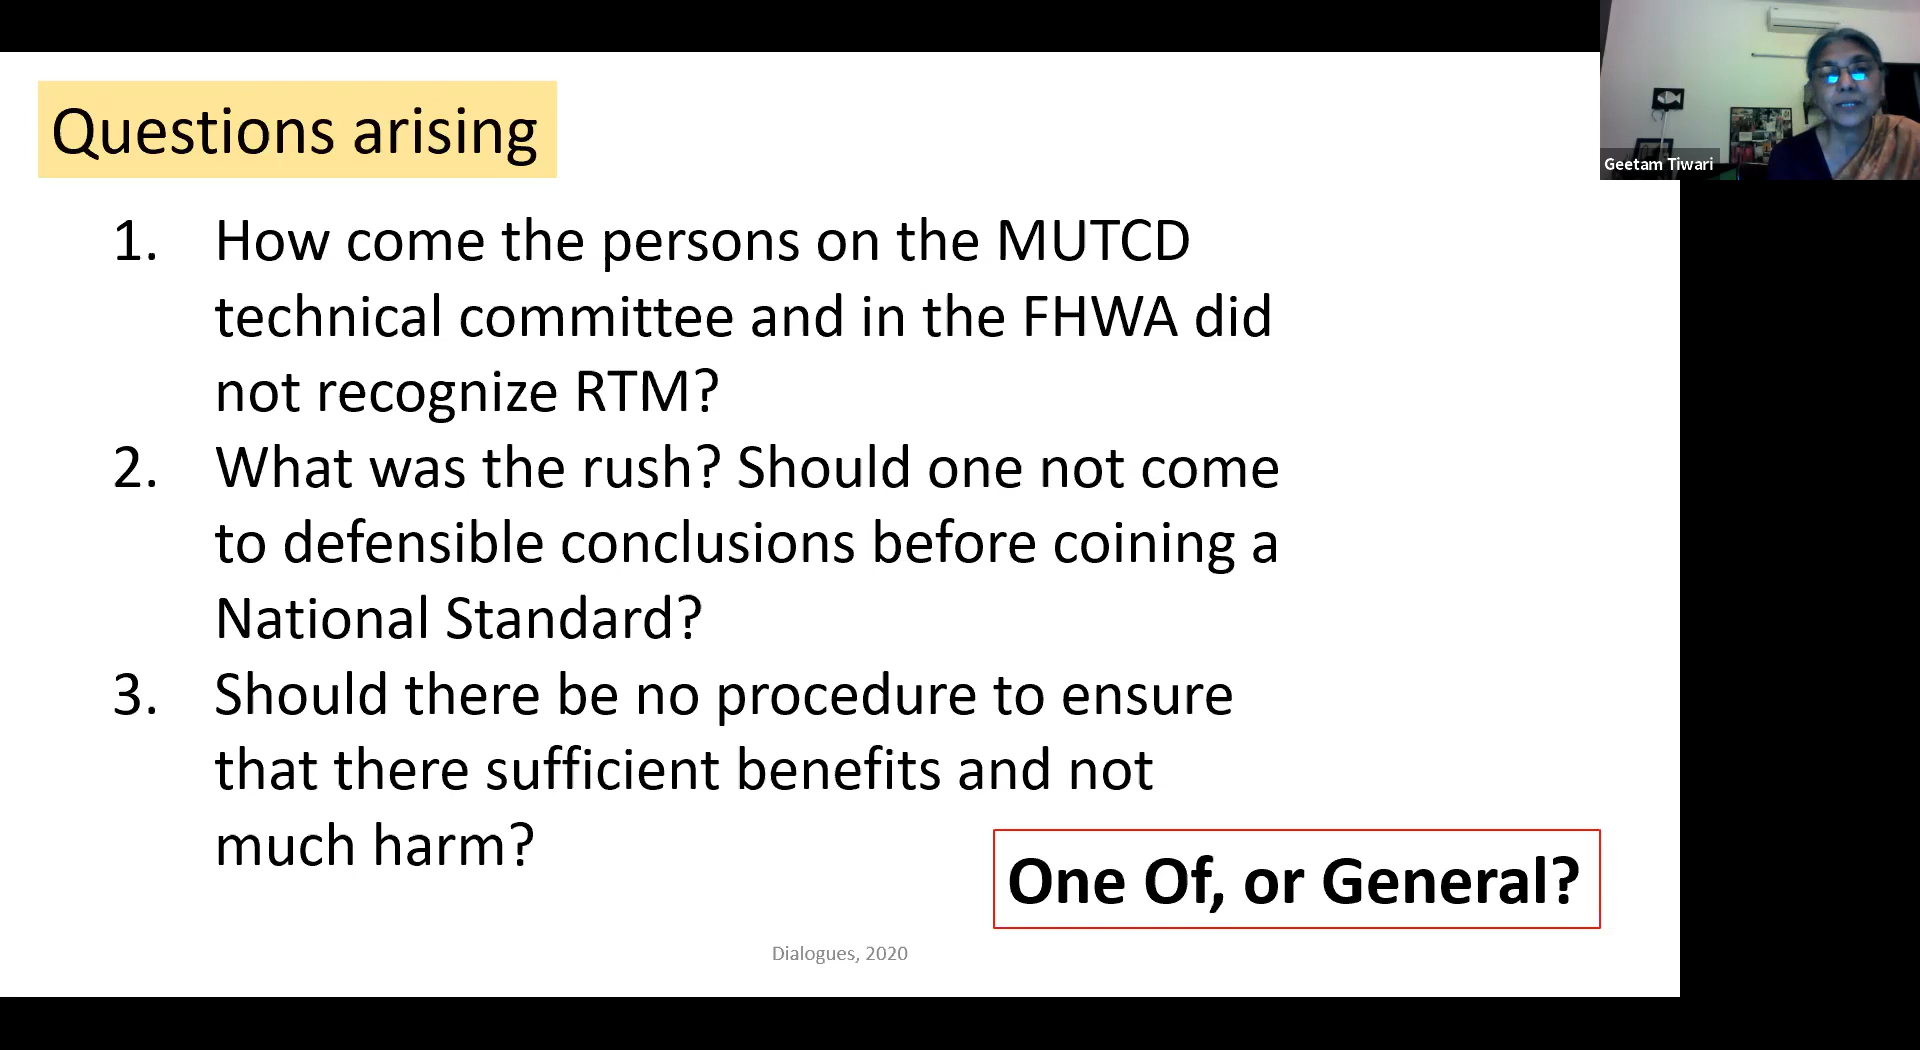 Questions arising
Geetam Tiwari
1. How come the persons on the MUTCD
technical committee and in the FHWA did
not recognize RTM?
2. What was the rush? Should one not come
to defensible conclusions before coining a
National Standard?
3. Should there be no procedure to ensure
that there sufficient benefits and not
much harm?
One Of, or General?
Dialogues, 2020